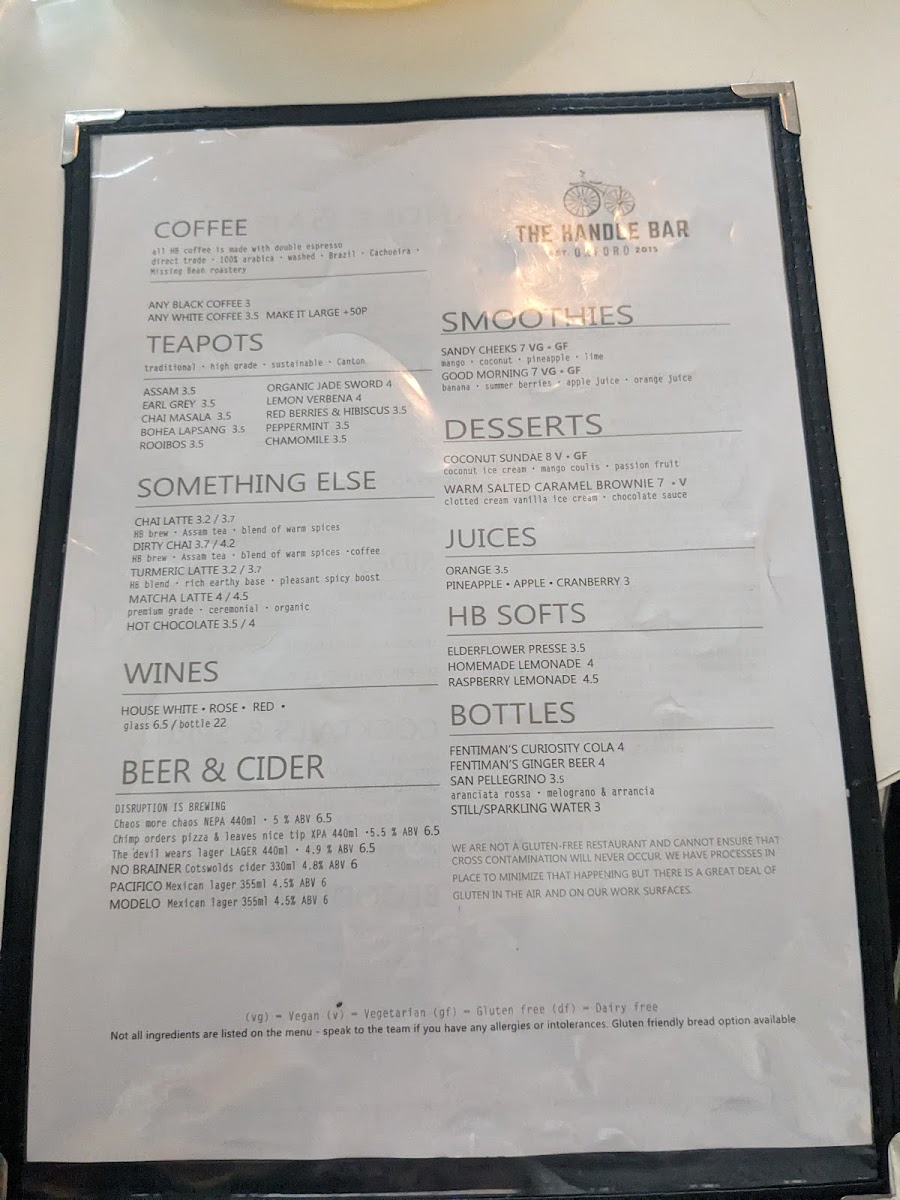 COFFEE
all HB coffee is made with double espresso
direct trade • 100% arabica • washed • Brazil • Cachoeira •
Missing Bean roastery
ANY BLACK COFFEE 3
ANY WHITE COFFEE 3.5 MAKE IT LARGE +50P
TEAPOTS
traditional • high grade • sustainable • Canton
ASSAM 3.5
EARL GREY 3.5
CHAI MASALA 3.5
BOHEA LAPSANG 3.5
ROOIBOS 3.5
ORGANIC JADE SWORD 4
LEMON VERBENA 4
RED BERRIES & HIBISCUS 3.5
PEPPERMINT 3.5
CHAMOMILE 3.5
SOMETHING ELSE
CHAI LATTE 3.2 / 3.7
HB brew • Assam tea • blend of warm spices
DIRTY CHAI 3.7 / 4.2
HB brew • Assam tea • blend of warm spices •coffee
TURMERIC LATTE 3.2 / 3.7
HB blend • rich earthy base • pleasant spicy boost
MATCHA LATTE 4 / 4.5
premium grade • ceremonial • organic
HOT CHOCOLATE 3.5 / 4
WINES
HOUSE WHITE • ROSE • RED •
glass 6.5 / bottle 22
BEER & CIDER
DISRUPTION IS BREWING
Chaos more chaos NEPA 440ml • 5 % ABV 6.5
Chimp orders pizza & leaves nice tip XPA 440ml •5.5 % ABV 6.5
The devil wears lager LAGER 440ml • 4.9 % ABV 6.5
NO BRAINER Cotswolds cider 330ml 4.8% ABV 6
PACIFICO Mexican lager 355ml 4.5% ABV 6
MODELO Mexican lager 355ml 4.5% ABV 6
THE HANDLE BAR
EST. OXFORD 2015
SMOOTHIES
SANDY CHEEKS 7 VG • GF
mango • coconut • pineapple • lime
GOOD MORNING 7 VG • GF
banana • summer berries • apple juice • orange juice
DESSERTS
COCONUT SUNDAE 8 V • GF
coconut ice cream • mango coulis • passion fruit
WARM SALTED CARAMEL BROWNIE 7 • V
clotted cream vanilla ice cream • chocolate sauce
JUICES
ORANGE 3.5
PINEAPPLE • APPLE • CRANBERRY 3
HB SOFTS
ELDERFLOWER PRESSE 3.5
HOMEMADE LEMONADE 4
RASPBERRY LEMONADE 4.5
BOTTLES
FENTIMAN'S CURIOSITY COLA 4
FENTIMAN'S GINGER BEER 4
SAN PELLEGRINO 3.5
aranciata rossa • melograno & arrancia
STILL/SPARKLING WATER 3
WE ARE NOT A GLUTEN-FREE RESTAURANT AND CANNOT ENSURE THAT
CROSS CONTAMINATION WILL NEVER OCCUR. WE HAVE PROCESSES IN
PLACE TO MINIMIZE THAT HAPPENING BUT THERE IS A GREAT DEAL OF
GLUTEN IN THE AIR AND ON OUR WORK SURFACES.
(vg) = Vegan (v) = Vegetarian (gf) = Gluten free (df) = Dairy free
Not all ingredients are listed on the menu - speak to the team if you have any allergies or intolerances. Gluten friendly bread option available